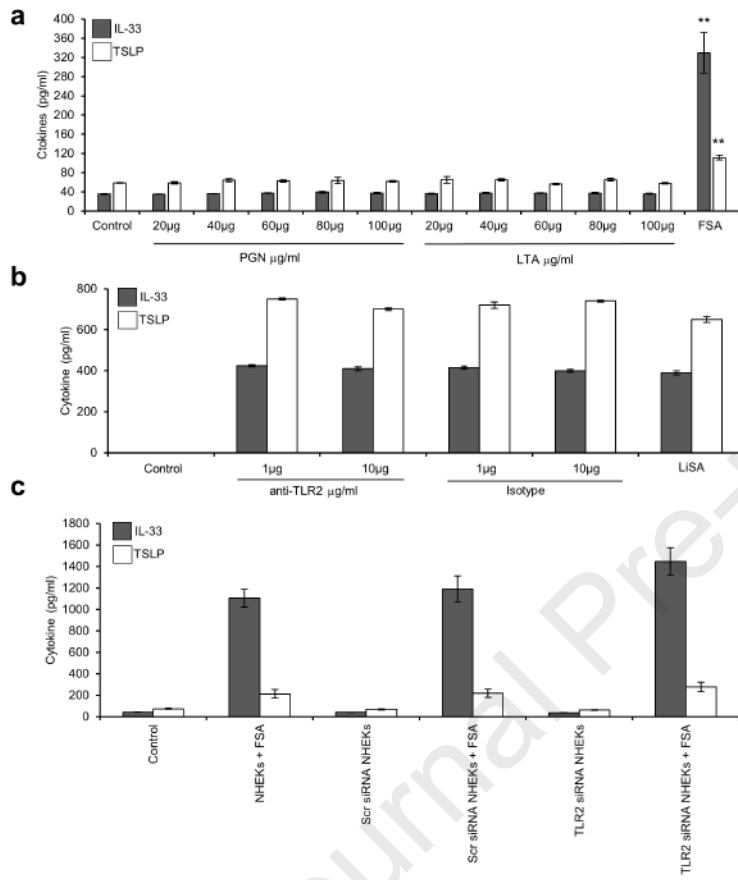 a
IL-33
TSLP
**
**
Ctokines (pg/ml)
400
360
320
280
240
200
160
120
80
40
0
Control 20µg 40µg 60µg 80µg 100µg 20µg 40µg 60µg 80µg 100µg FSA
PGN µg/ml LTA µg/ml
b
IL-33
TSLP
Cytokine (pg/ml)
800
600
400
200
0
Control 1µg 10µg 1µg 10µg LiSA
anti-TLR2 µg/ml Isotype
c
IL-33
TSLP
Cytokine (pg/ml)
1800
1600
1400
1200
1000
800
600
400
200
0
Control
NHEKs + FSA
Scr siRNA NHEKs
Scr siRNA NHEKs + FSA
TLR2 siRNA NHEKs
TLR2 siRNA NHEKs + FSA
urnal Pre-